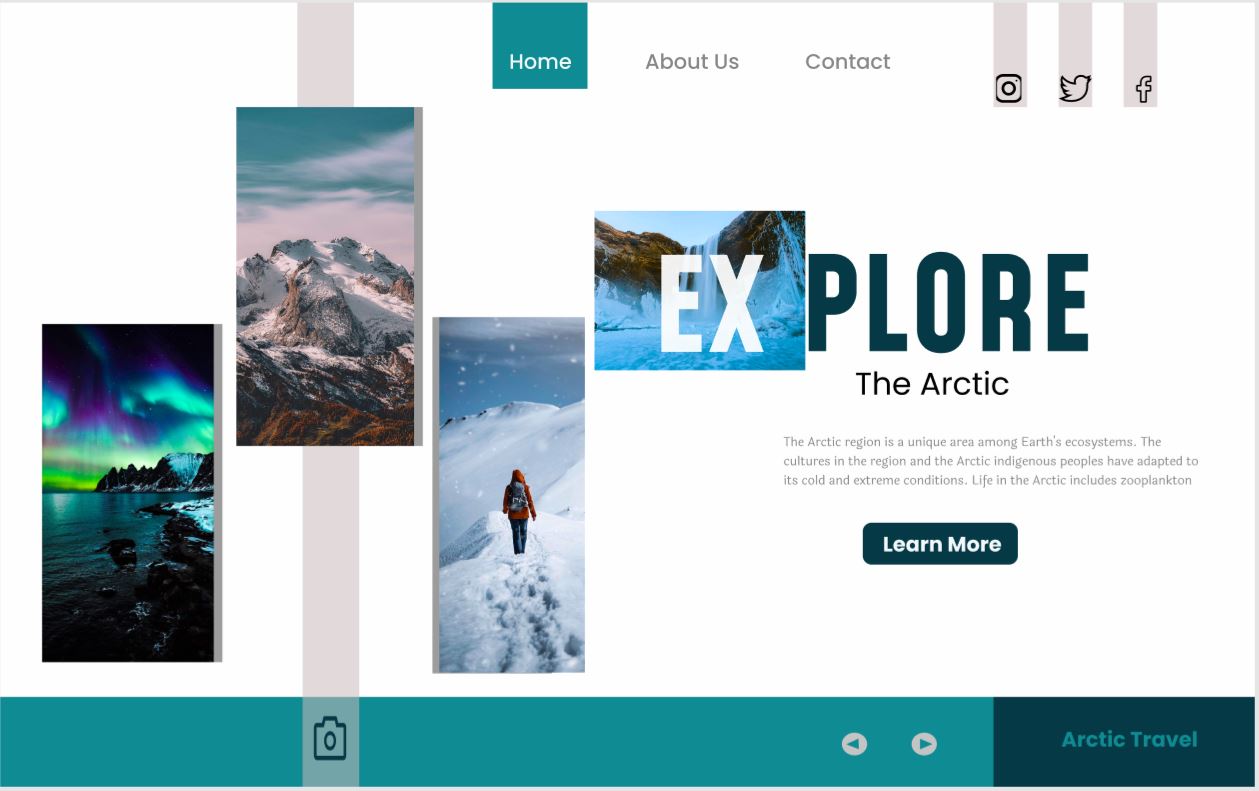 Home
About Us
Contact
EXPLORE
The Arctic
The Arctic region is a unique area among Earth's ecosystems. The
cultures in the region and the Arctic indigenous peoples have adapted to
its cold and extreme conditions. Life in the Arctic includes zooplankton
Learn More
Arctic Travel